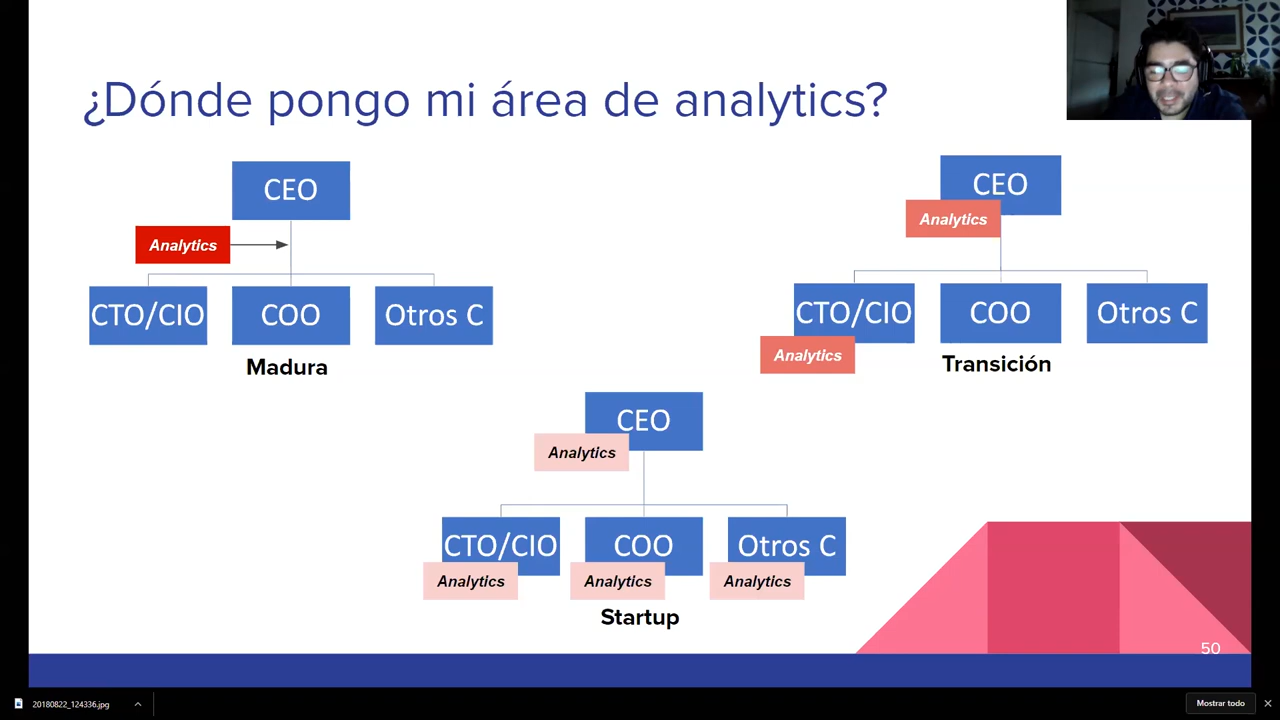 ¿Dónde pongo mi área de analytics?
CEO
Analytics
CTO/CIO
COO
Otros C
Madura
CEO
Analytics
CTO/CIO
COO
Otros C
Analytics
Transición
CEO
Analytics
CTO/CIO
COO
Otros C
Analytics
Analytics
Analytics
Startup
50
20180822_124336.jpg
Mostrar todo